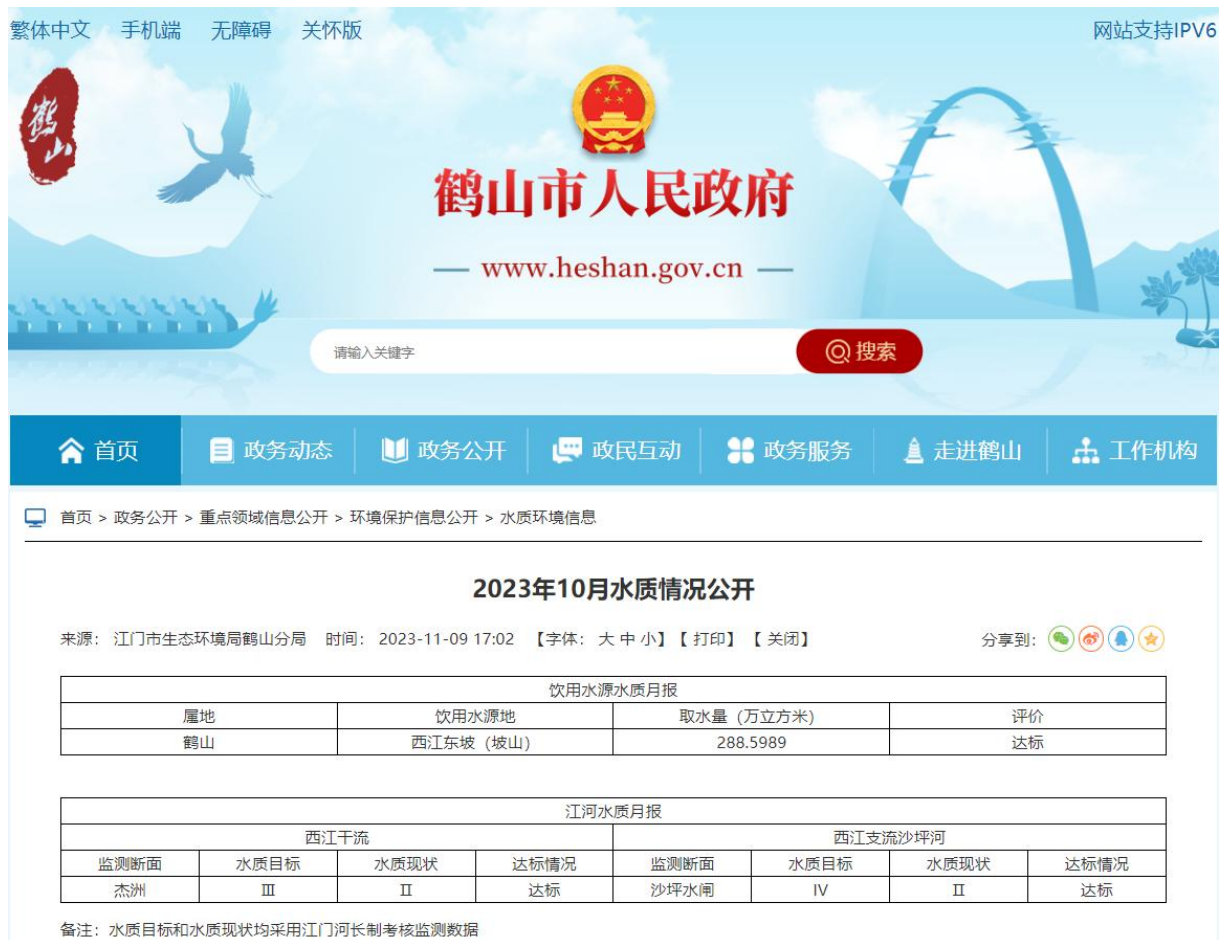 繁体中文 手机端 无障碍 关怀版 网站支持IPV6
鹤山
鹤山市人民政府
www.heshan.gov.cn
请输入关键字 搜索
首页 政务动态 政务公开 政民互动 政务服务 走进鹤山 工作机构
首页 > 政务公开 > 重点领域信息公开 > 环境保护信息公开 > 水质环境信息
2023年10月水质情况公开
来源: 江门市生态环境局鹤山分局 时间: 2023-11-09 17:02 【字体: 大 中 小】【 打印】 【 关闭】 分享到:
饮用水源水质月报
属地 饮用水源地 取水量（万立方米) 评价
鹤山 西江东坡（坡山） 288.5989 达标
江河水质月报
西江干流 西江支流沙坪河
监测断面 水质目标 水质现状 达标情况 监测断面 水质目标 水质现状 达标情况
杰洲 Ⅲ Ⅱ 达标 沙坪水闸 IV Ⅱ 达标
备注：水质目标和水质现状均采用江门河长制考核监测数据